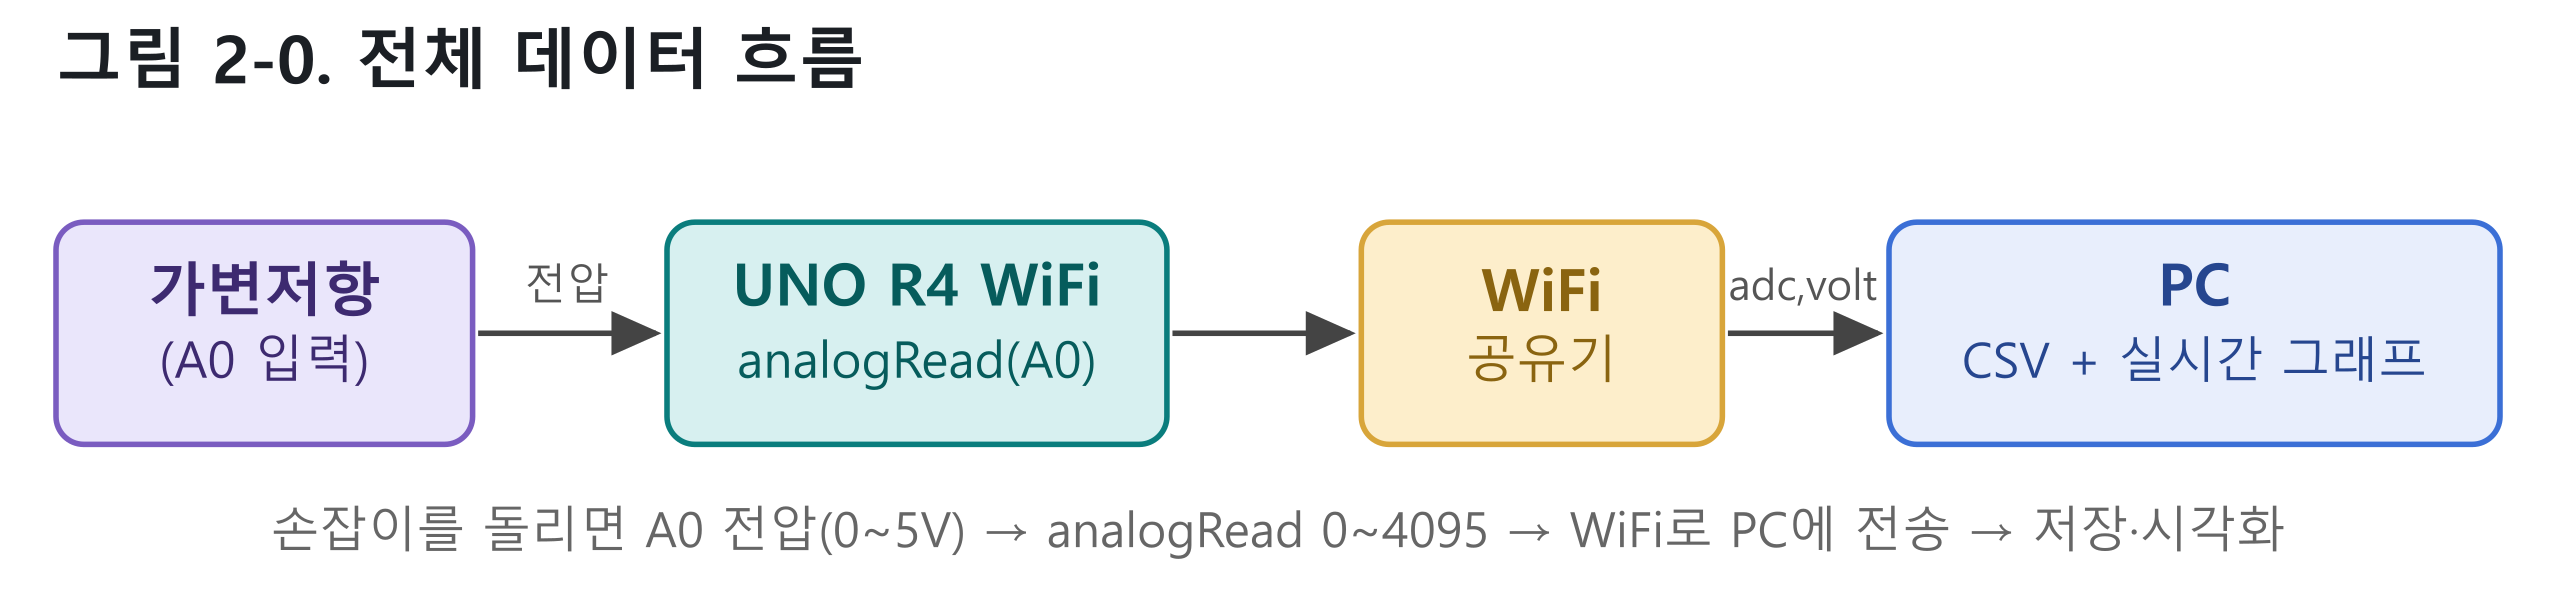 그림 2-0. 전체 데이터 흐름
가변저항
(A0 입력)
전압
UNO R4 WiFi
analogRead(A0)
WiFi
공유기
adc,volt
PC
CSV + 실시간 그래프
손잡이를 돌리면 A0 전압(0~5V) → analogRead 0~4095 → WiFi로 PC에 전송 → 저장·시각화